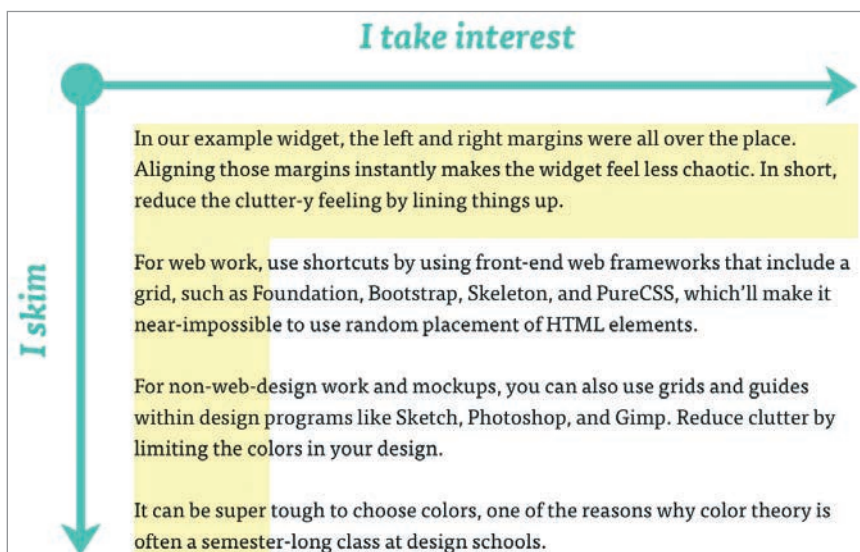 I take interest
I skim
In our example widget, the left and right margins were all over the place.
Aligning those margins instantly makes the widget feel less chaotic. In short,
reduce the clutter-y feeling by lining things up.
For web work, use shortcuts by using front-end web frameworks that include a
grid, such as Foundation, Bootstrap, Skeleton, and PureCSS, which’ll make it
near-impossible to use random placement of HTML elements.
For non-web-design work and mockups, you can also use grids and guides
within design programs like Sketch, Photoshop, and Gimp. Reduce clutter by
limiting the colors in your design.
It can be super tough to choose colors, one of the reasons why color theory is
often a semester-long class at design schools.